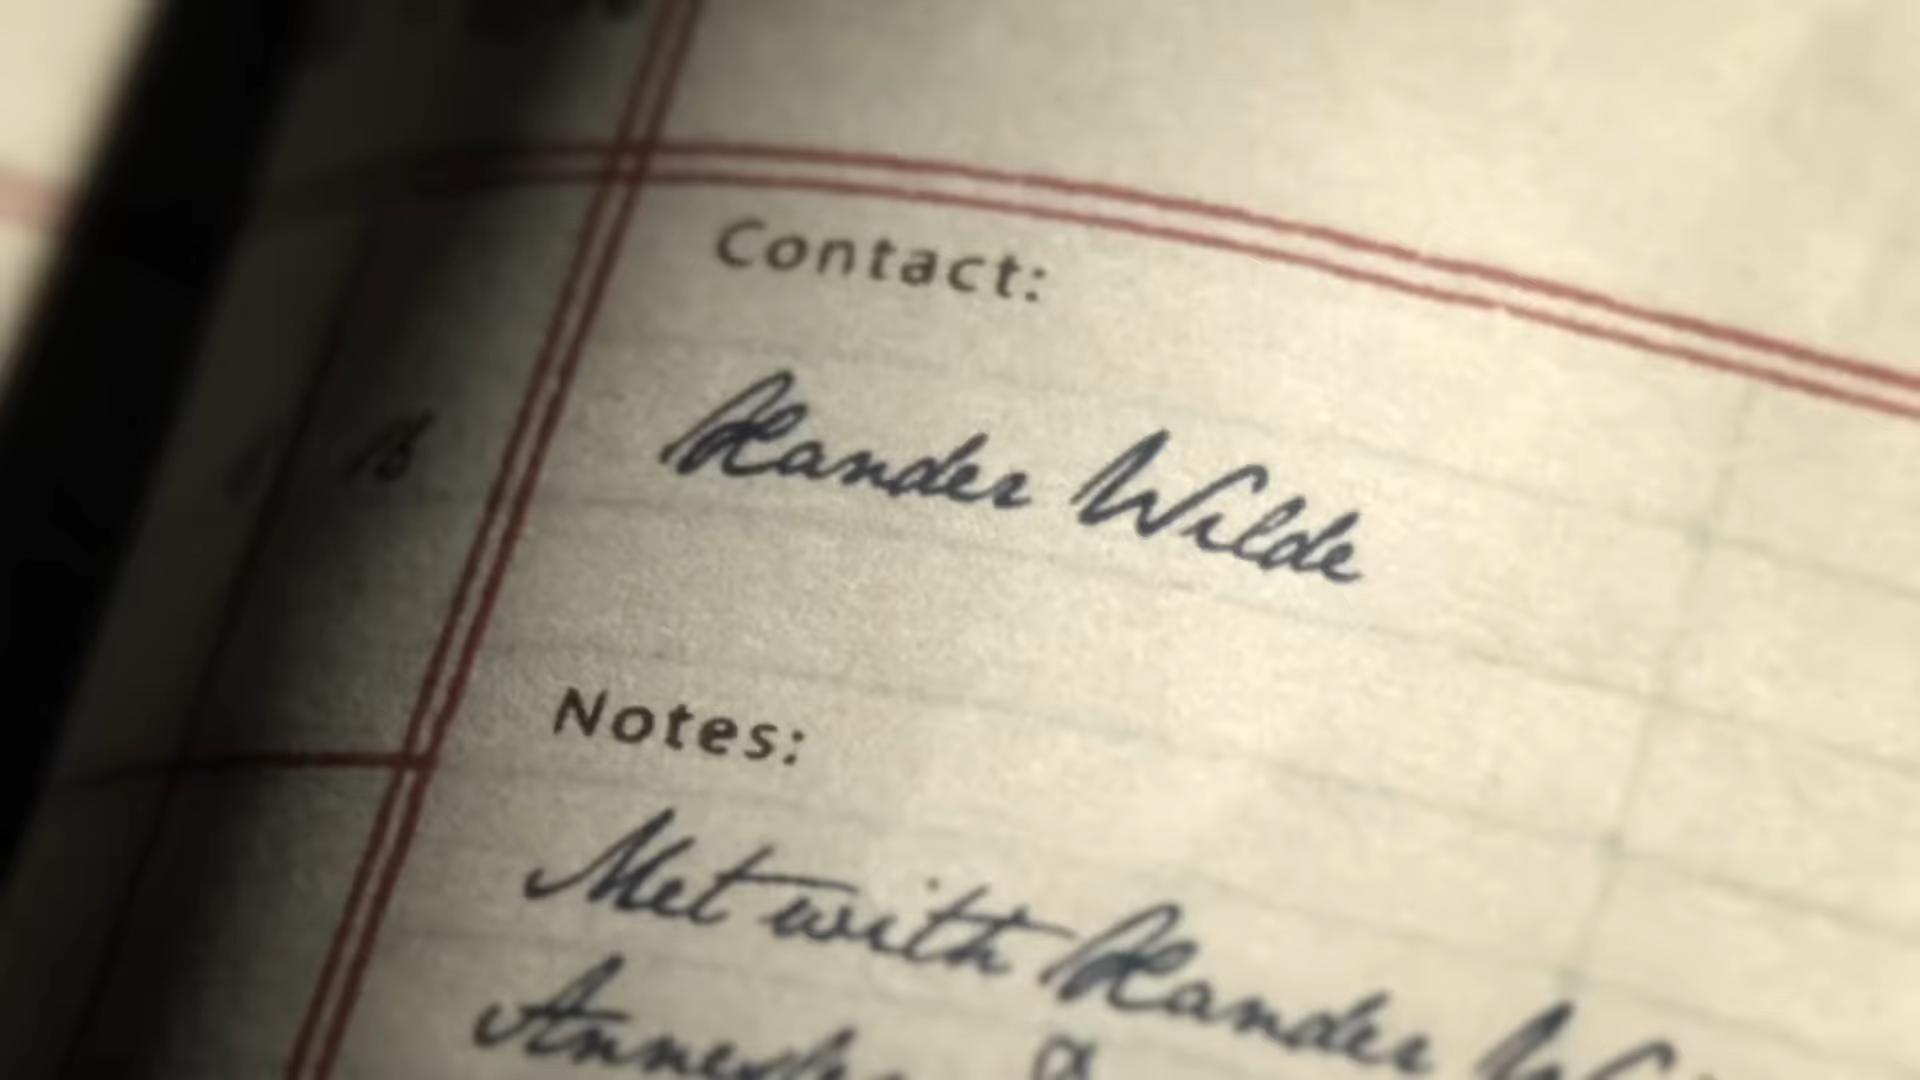 Contact:
Xander Wilde
Notes:
Met with Xander